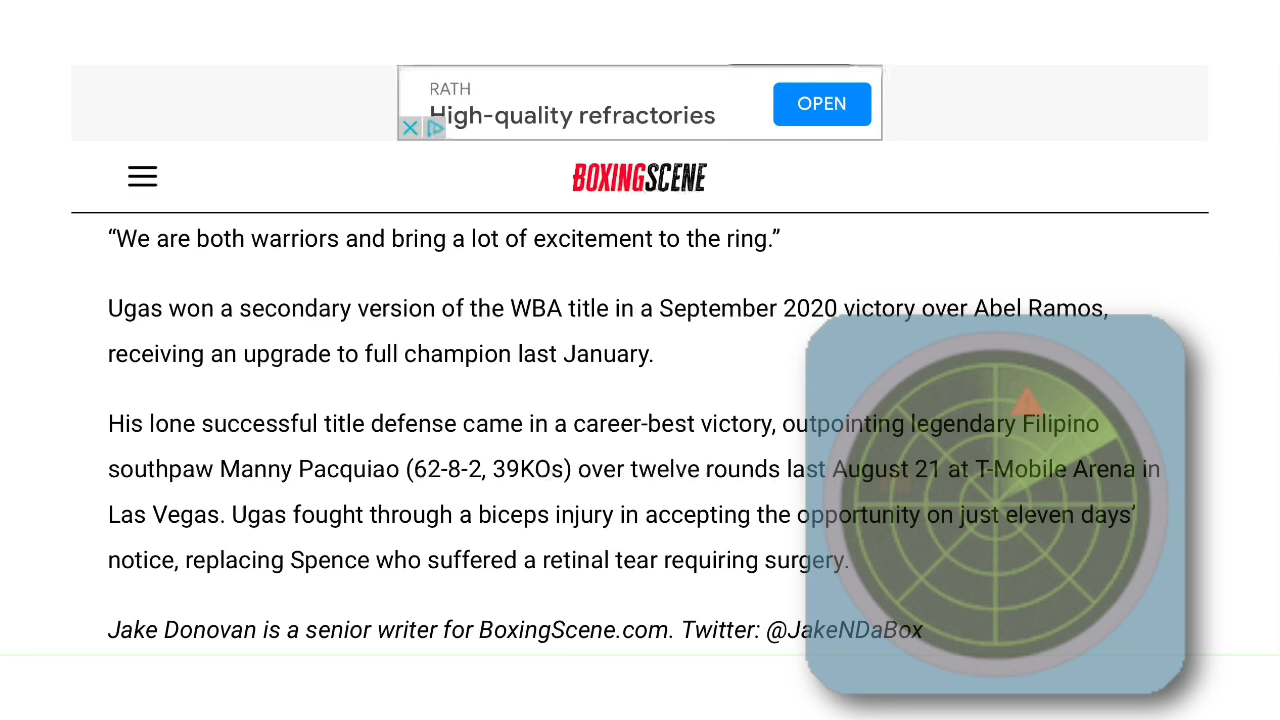 RATH
High-quality refractories
OPEN
BOXINGSCENE
“We are both warriors and bring a lot of excitement to the ring.”
Ugas won a secondary version of the WBA title in a September 2020 victory over Abel Ramos,
receiving an upgrade to full champion last January.
His lone successful title defense came in a career-best victory, outpointing legendary Filipino
southpaw Manny Pacquiao (62-8-2, 39KOs) over twelve rounds last August 21 at T-Mobile Arena in
Las Vegas. Ugas fought through a biceps injury in accepting the opportunity on just eleven days’
notice, replacing Spence who suffered a retinal tear requiring surgery.
Jake Donovan is a senior writer for BoxingScene.com. Twitter: @JakeNDaBox